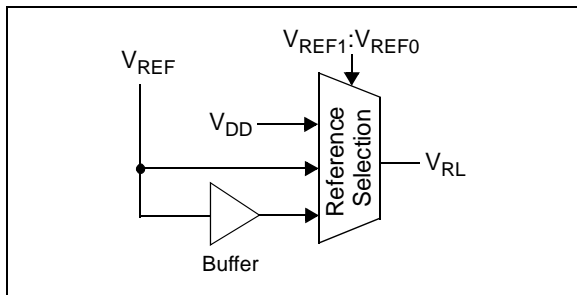 VREF1:VREF0
VREF
VDD
Reference
Selection
VRL
Buffer